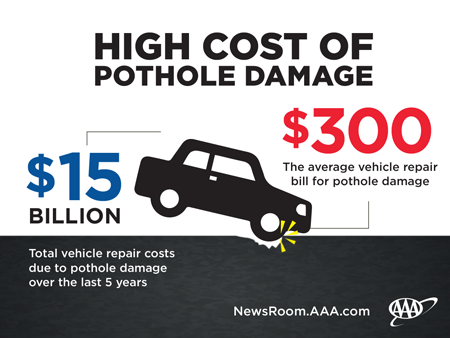 HIGH COST OF
POTHOLE DAMAGE
$300
The average vehicle repair
bill for pothole damage
$15
BILLION
Total vehicle repair costs
due to pothole damage
over the last 5 years
NewsRoom.AAA.com
AAA